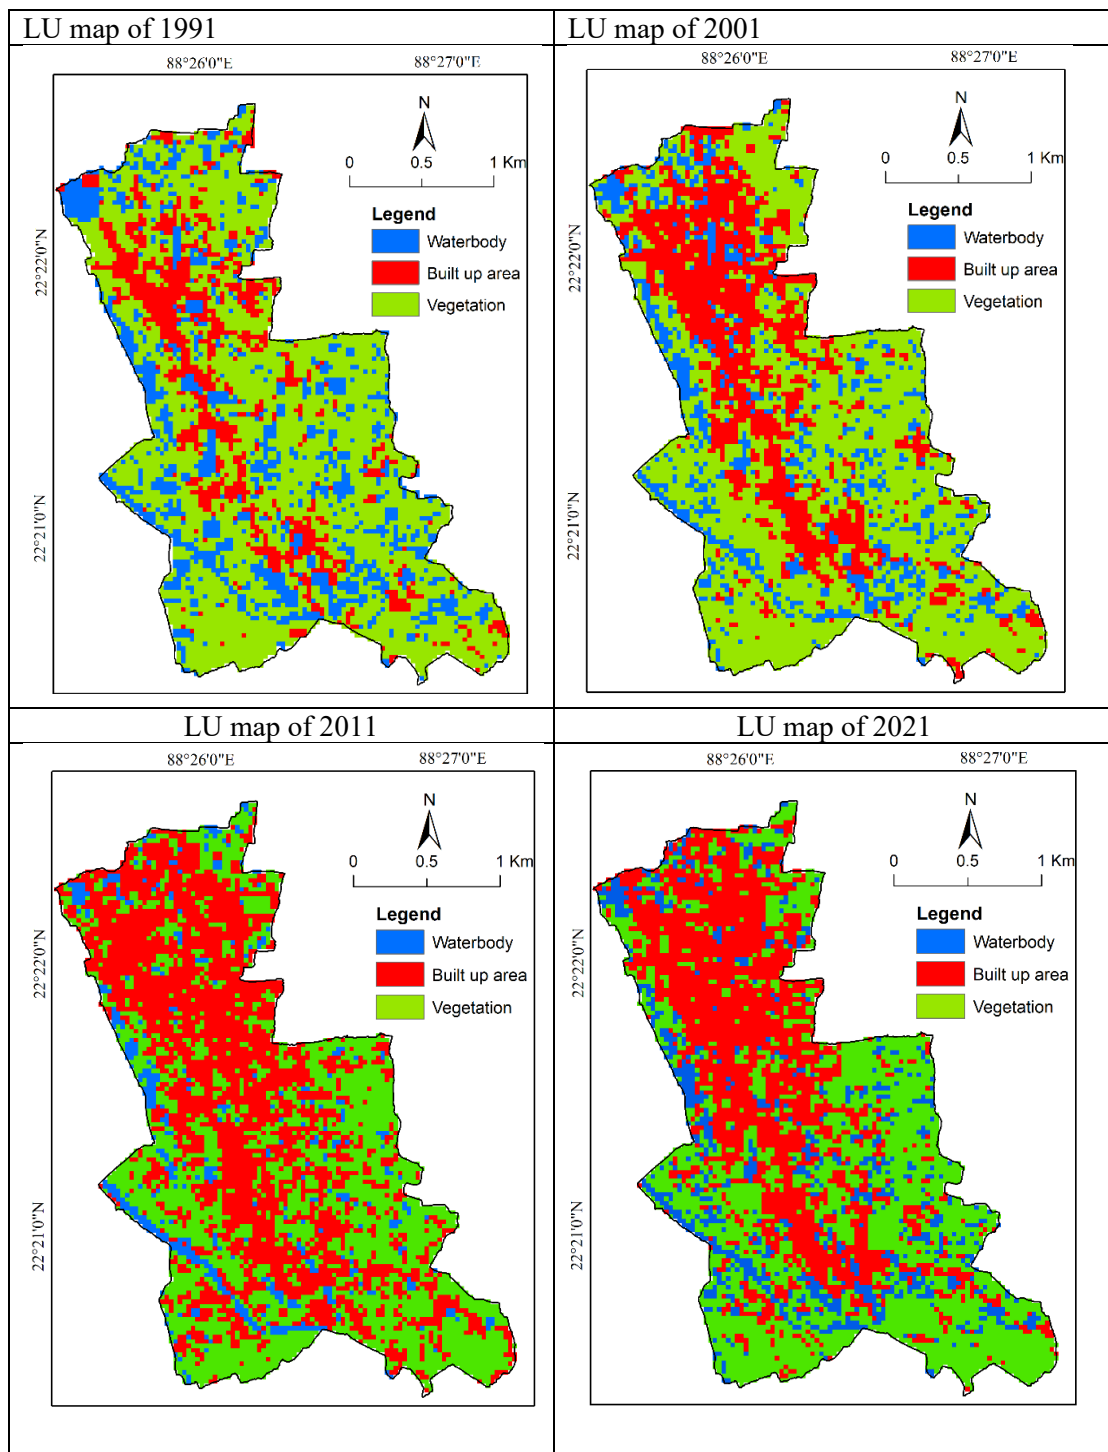 LU map of 1991
88°26'0"E 88°27'0"E
N
0 0.5 1 Km
Legend
Waterbody
Built up area
Vegetation
22°22'0"N
22°21'0"N
LU map of 2001
88°26'0"E 88°27'0"E
N
0 0.5 1 Km
Legend
Waterbody
Built up area
Vegetation
22°22'0"N
22°21'0"N
LU map of 2011
88°26'0"E 88°27'0"E
N
0 0.5 1 Km
Legend
Waterbody
Built up area
Vegetation
22°22'0"N
22°21'0"N
LU map of 2021
88°26'0"E 88°27'0"E
N
0 0.5 1 Km
Legend
Waterbody
Built up area
Vegetation
22°22'0"N
22°21'0"N